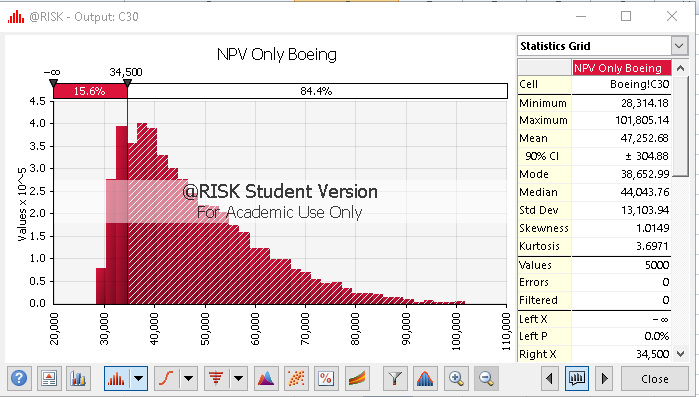 @RISK - Output: C30
NPV Only Boeing
−∞ 34,500
15.6% 84.4%
4.5
4.0
3.5
3.0
2.5
2.0
1.5
1.0
0.5
0.0
Values x 10^-5
@RISK Student Version
For Academic Use Only
20,000
30,000
40,000
50,000
60,000
70,000
80,000
90,000
100,000
110,000
Statistics Grid
NPV Only Boeing
Cell Boeing!C30
Minimum 28,314.18
Maximum 101,805.14
Mean 47,252.68
90% CI ± 304.88
Mode 38,652.99
Median 44,043.76
Std Dev 13,103.94
Skewness 1.0149
Kurtosis 3.6971
Values 5000
Errors 0
Filtered 0
Left X −∞
Left P 0.0%
Right X 34,500
Close